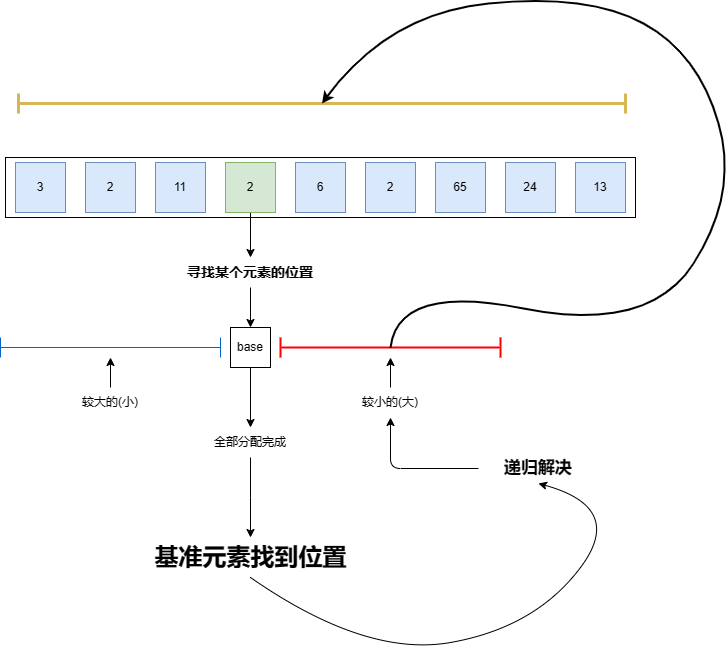 3 2 11 2 6 2 65 24 13
寻找某个元素的位置
base
较大的(小) 较小的(大)
全部分配完成
递归解决
基准元素找到位置